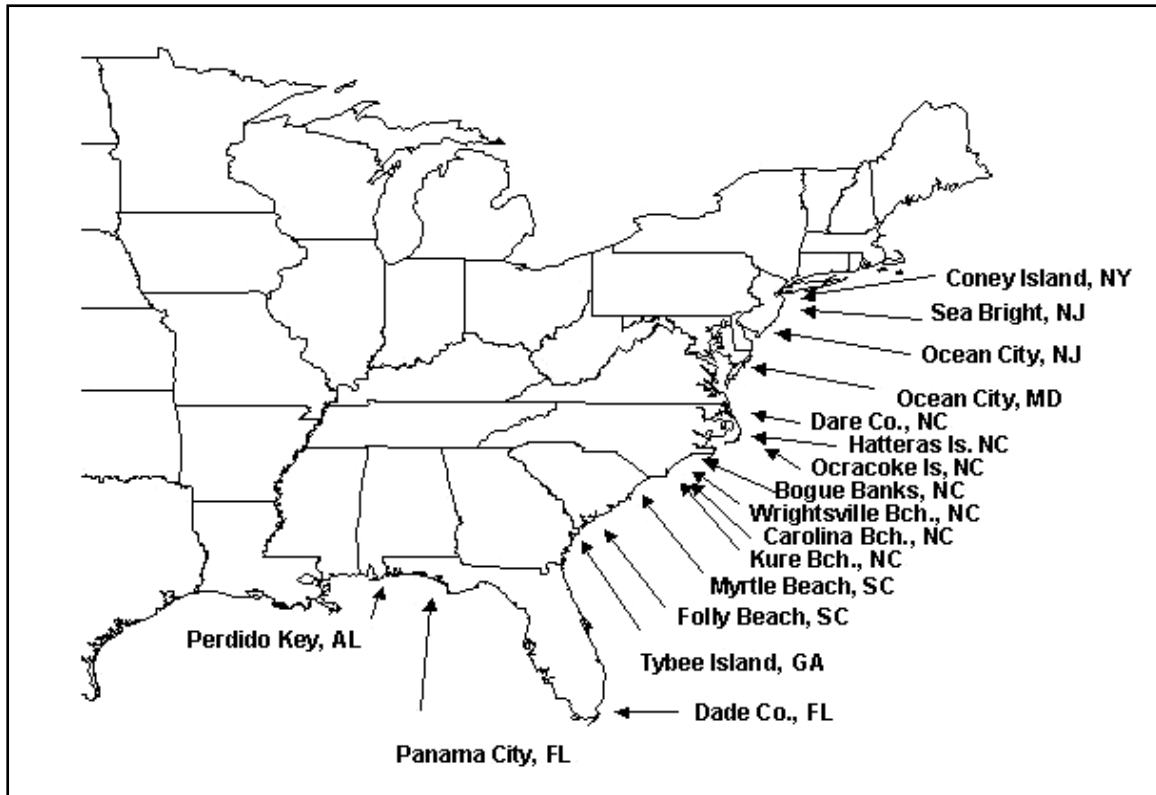 Coney Island, NY
Sea Bright, NJ
Ocean City, NJ
Ocean City, MD
Dare Co., NC
Hatteras Is. NC
Ocracoke Is, NC
Bogue Banks, NC
Wrightsville Bch., NC
Carolina Bch., NC
Kure Bch., NC
Myrtle Beach, SC
Folly Beach, SC
Perdido Key, AL
Tybee Island, GA
Dade Co., FL
Panama City, FL